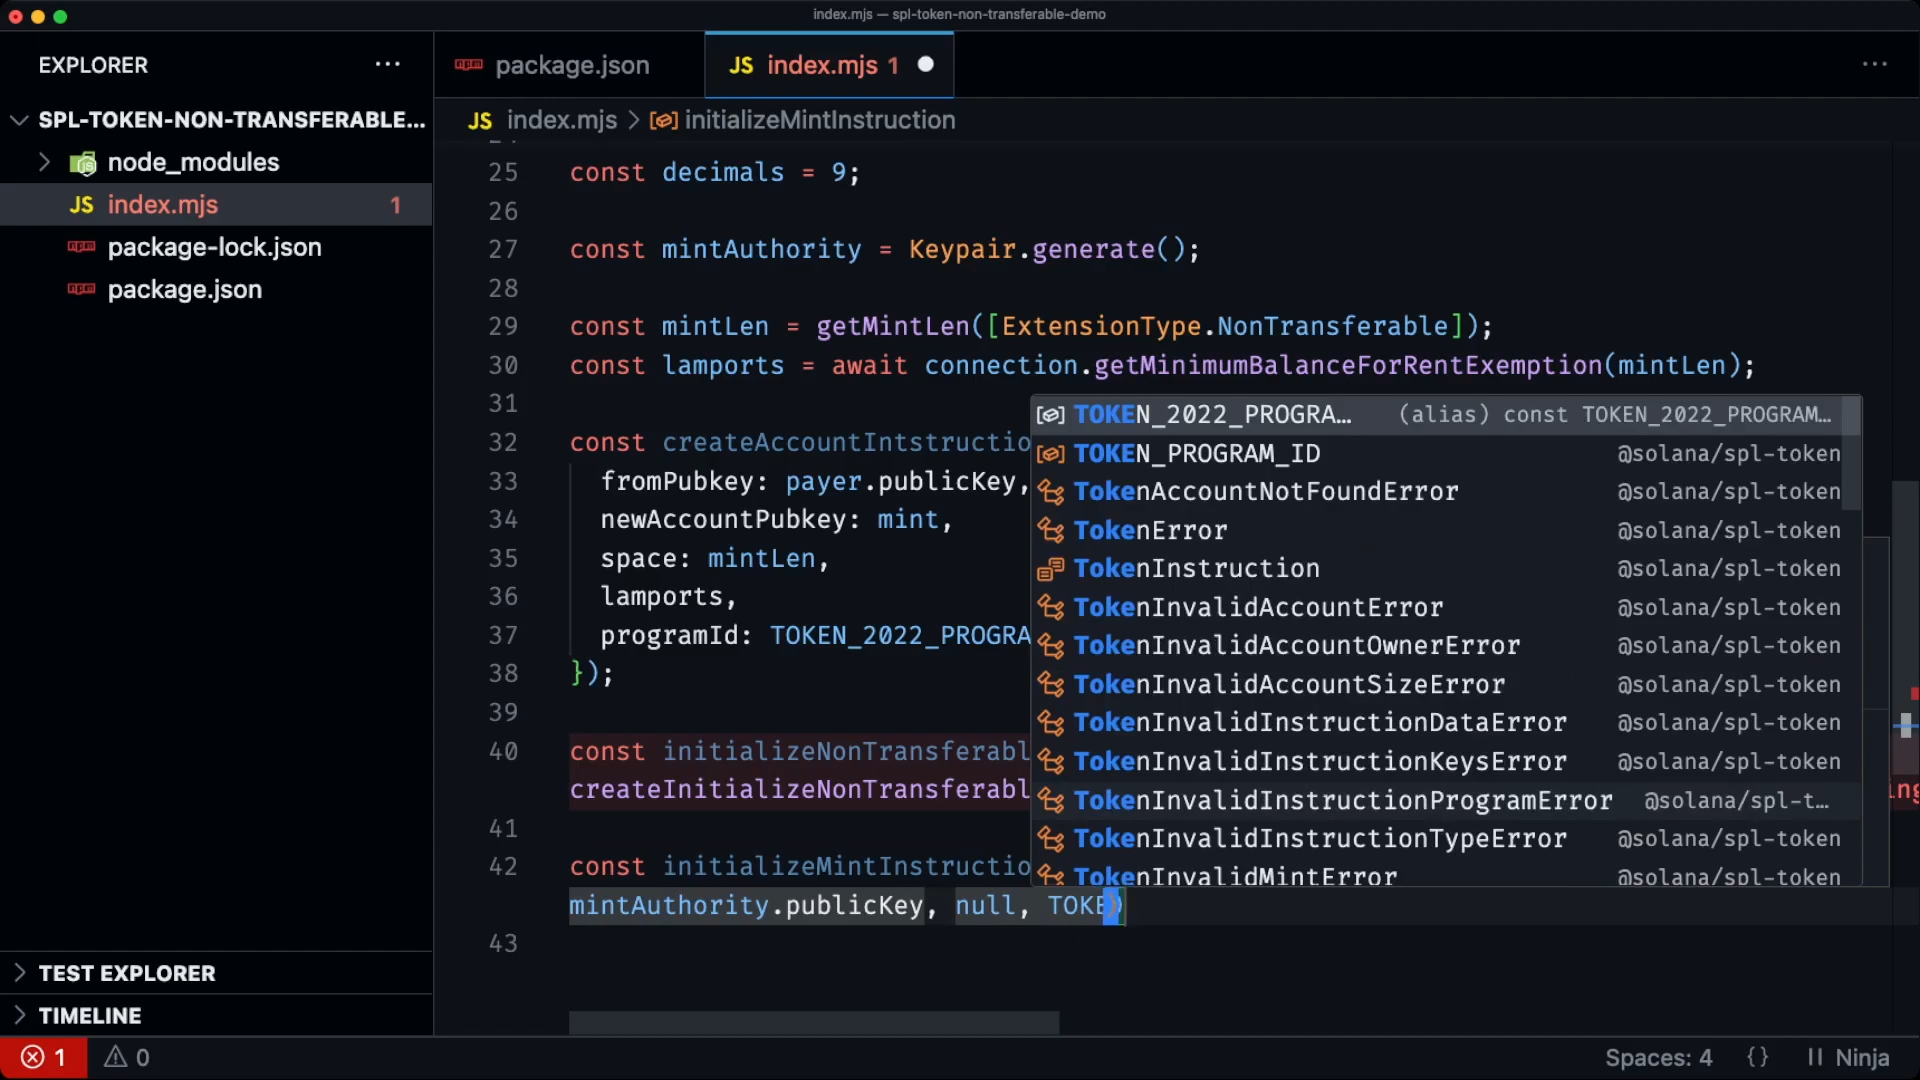 index.mjs — spl-token-non-transferable-demo
EXPLORER
SPL-TOKEN-NON-TRANSFERABLE...
node_modules
JS index.mjs 1
package-lock.json
package.json
package.json
JS index.mjs 1
JS index.mjs > initializeMintInstruction
25 const decimals = 9;
26
27 const mintAuthority = Keypair.generate();
28
29 const mintLen = getMintLen([ExtensionType.NonTransferable]);
30 const lamports = await connection.getMinimumBalanceForRentExemption(mintLen);
31
32 const createAccountIntstructio
33 fromPubkey: payer.publicKey,
34 newAccountPubkey: mint,
35 space: mintLen,
36 lamports,
37 programId: TOKEN_2022_PROGRA
38 });
39
40 const initializeNonTransferabl
createInitializeNonTransferabl
41
42 const initializeMintInstructio
mintAuthority.publicKey, null, TOKE)
43
TOKEN_2022_PROGRA… (alias) const TOKEN_2022_PROGRAM…
TOKEN_PROGRAM_ID @solana/spl-token
TokenAccountNotFoundError @solana/spl-token
TokenError @solana/spl-token
TokenInstruction @solana/spl-token
TokenInvalidAccountError @solana/spl-token
TokenInvalidAccountOwnerError @solana/spl-token
TokenInvalidAccountSizeError @solana/spl-token
TokenInvalidInstructionDataError @solana/spl-token
TokenInvalidInstructionKeysError @solana/spl-token
TokenInvalidInstructionProgramError @solana/spl-t…
TokenInvalidInstructionTypeError @solana/spl-token
TokenInvalidMintError @solana/spl-token
TEST EXPLORER
TIMELINE
1 0
Spaces: 4 {} Ninja